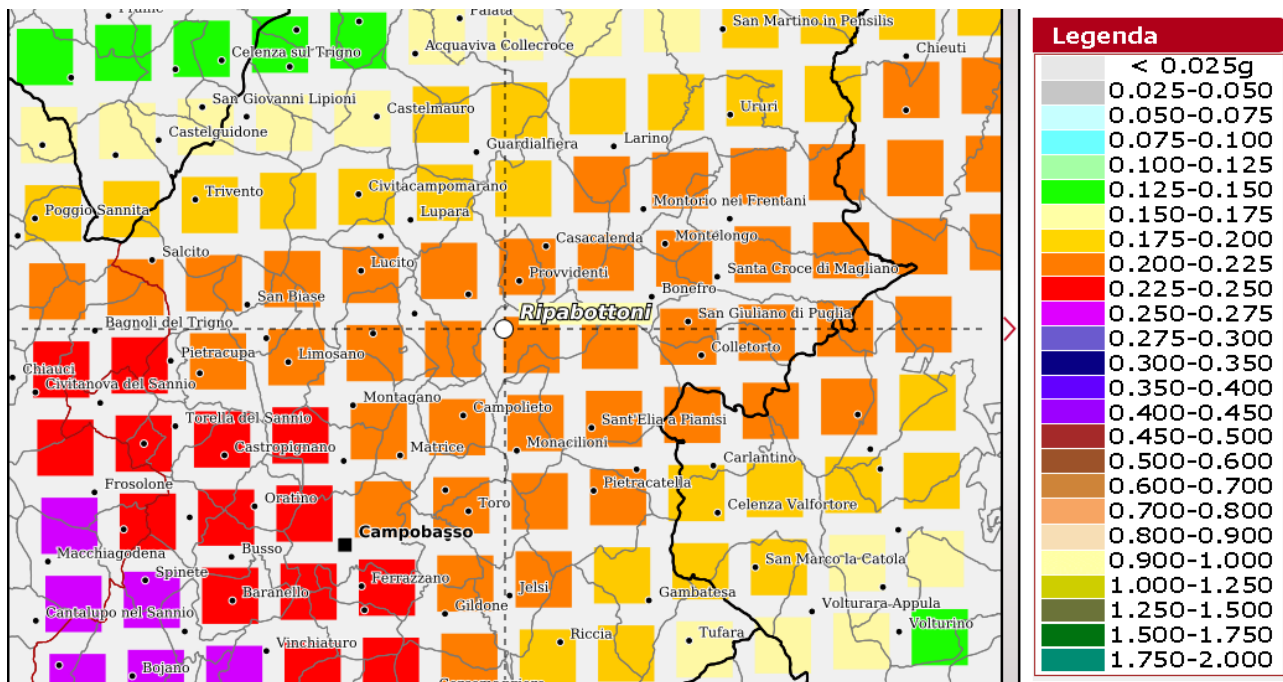 Fraine
Palata
San Martino in Pensilis
Chieuti
Celenza sul Trigno
Acquaviva Collecroce
San Giovanni Lipioni
Castelmauro
Ururi
Castelguidone
Guardialfiera
Larino
Trivento
Civitacampomarano
Poggio Sannita
Lupara
Montorio nei Frentani
Salcito
Casacalenda
Montelongo
Lucito
Provvidenti
Santa Croce di Magliano
San Biase
Bonefro
Ripabottoni
San Giuliano di Puglia
Bagnoli del Trigno
Pietracupa
Limosano
Colletorto
Chiauci
Civitanova del Sannio
Montagano
Campolieto
Torella del Sannio
Sant'Elia a Pianisi
Castropignano
Matrice
Monacilioni
Carlantino
Frosolone
Pietracatella
Oratino
Toro
Celenza Valfortore
Campobasso
Macchiagodena
Busso
San Marco la Catola
Spinete
Ferrazzano
Baranello
Jelsi
Gambatesa
Cantalupo nel Sannio
Gildone
Volturara Appula
Volturino
Vinchiaturo
Riccia
Tufara
Bojano
Legenda
< 0.025g
0.025-0.050
0.050-0.075
0.075-0.100
0.100-0.125
0.125-0.150
0.150-0.175
0.175-0.200
0.200-0.225
0.225-0.250
0.250-0.275
0.275-0.300
0.300-0.350
0.350-0.400
0.400-0.450
0.450-0.500
0.500-0.600
0.600-0.700
0.700-0.800
0.800-0.900
0.900-1.000
1.000-1.250
1.250-1.500
1.500-1.750
1.750-2.000